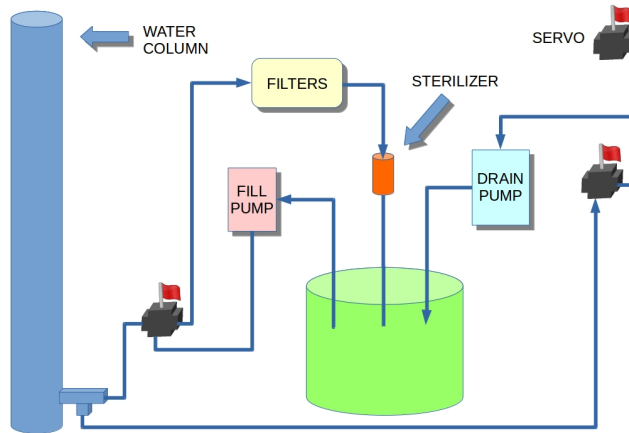 WATER
COLUMN
SERVO
FILTERS
STERILIZER
FILL
PUMP
DRAIN
PUMP